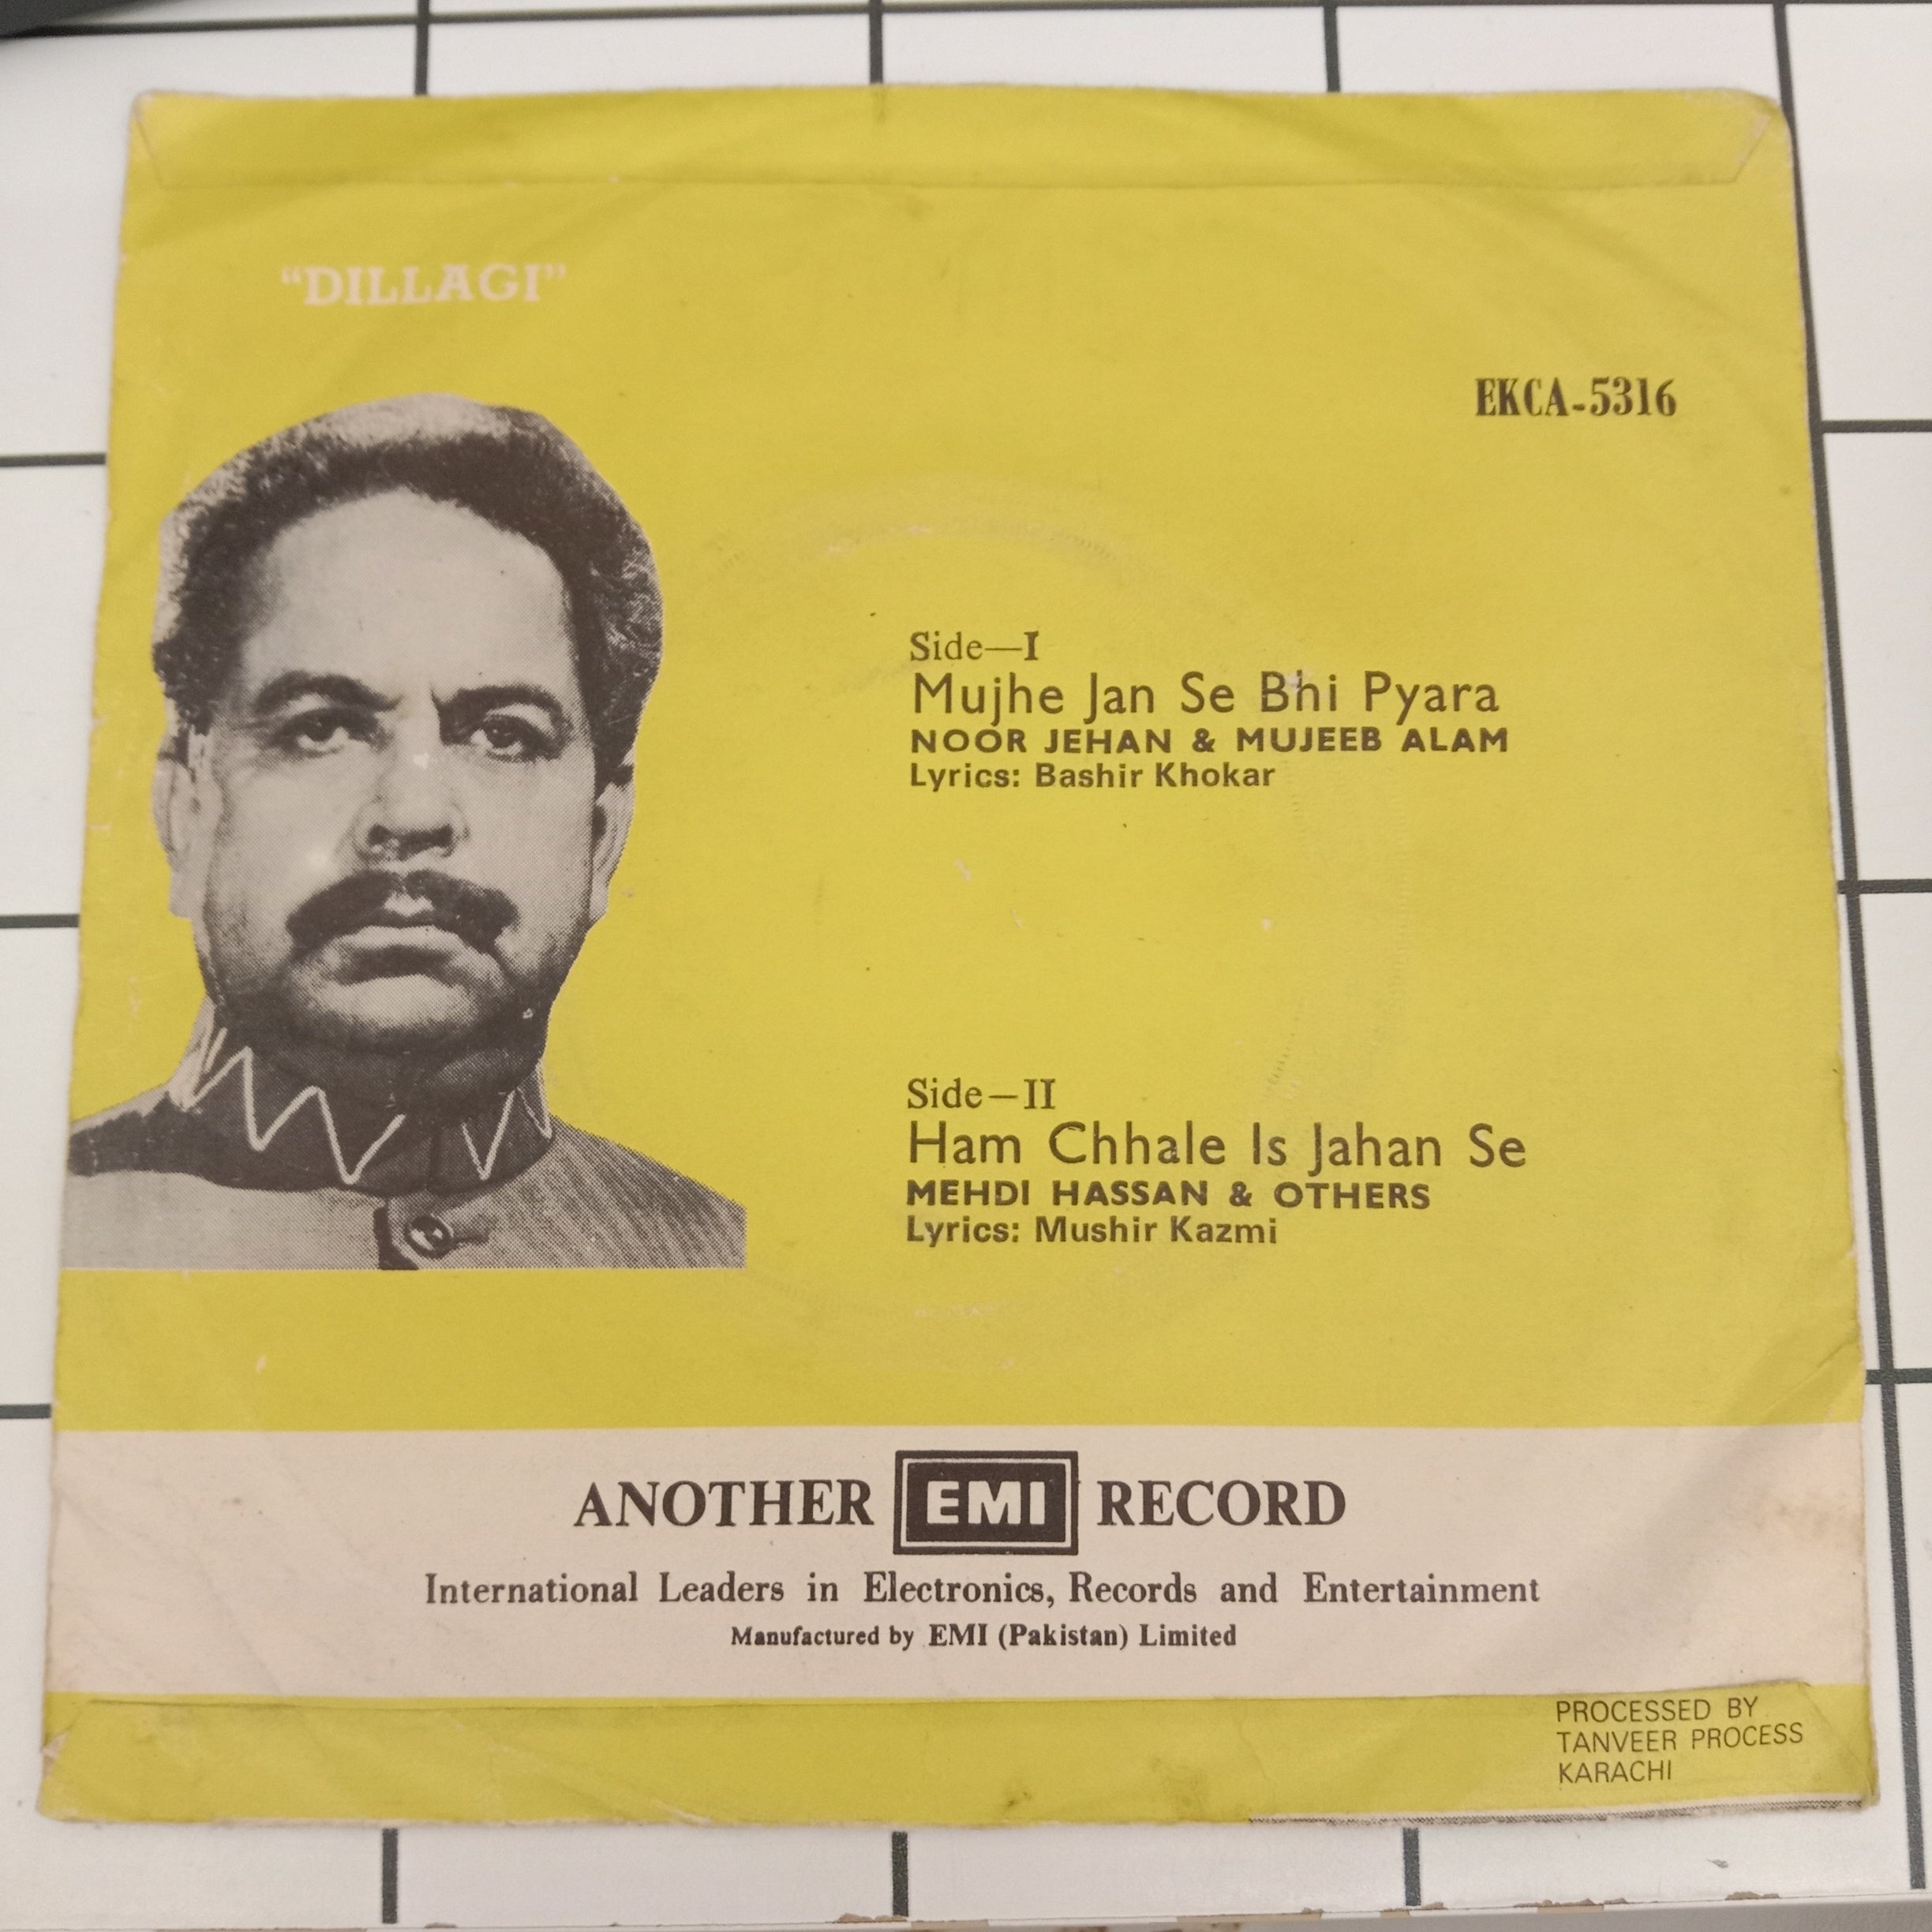 “DILLAGI”
EKCA-5316
Side—I
Mujhe Jan Se Bhi Pyara
NOOR JEHAN & MUJEEB ALAM
Lyrics: Bashir Khokar
Side—II
Ham Chhale Is Jahan Se
MEHDI HASSAN & OTHERS
Lyrics: Mushir Kazmi
ANOTHER EMI RECORD
International Leaders in Electronics, Records and Entertainment
Manufactured by EMI (Pakistan) Limited
PROCESSED BY
TANVEER PROCESS
KARACHI